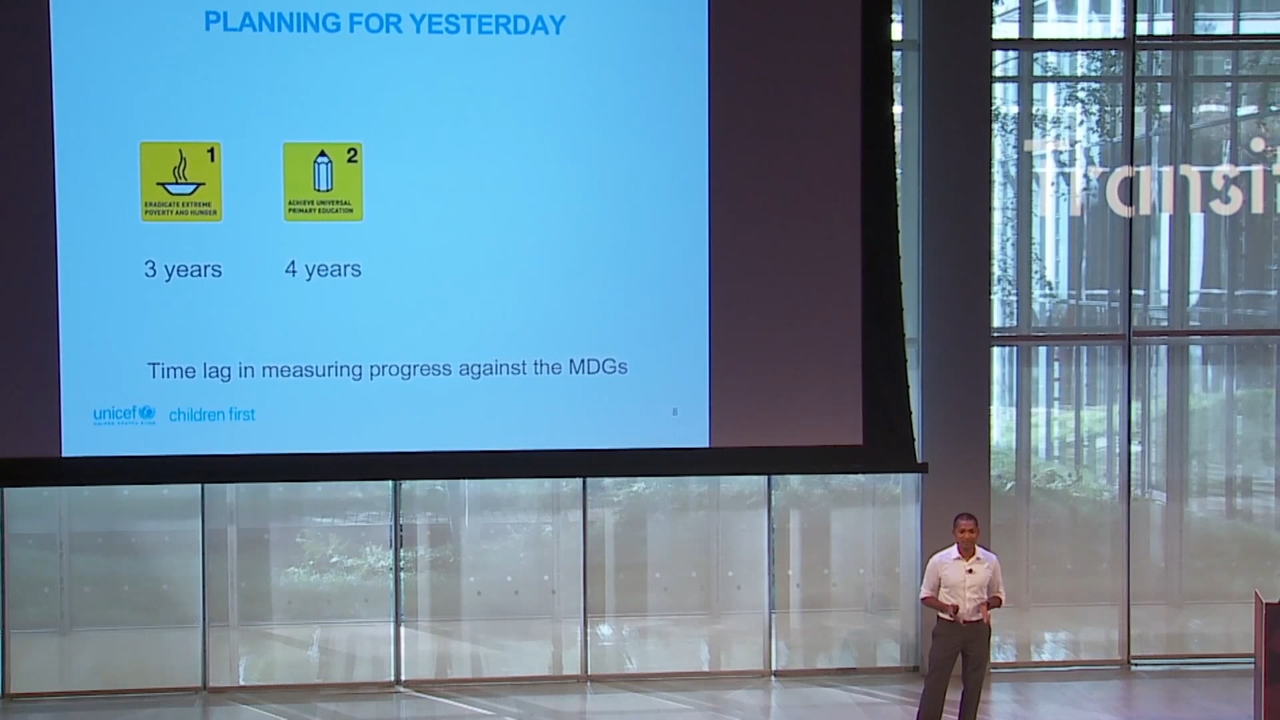 PLANNING FOR YESTERDAY
1
ERADICATE EXTREME
POVERTY AND HUNGER
2
ACHIEVE UNIVERSAL
PRIMARY EDUCATION
3 years
4 years
Time lag in measuring progress against the MDGs
unicef
children first
8
Transit